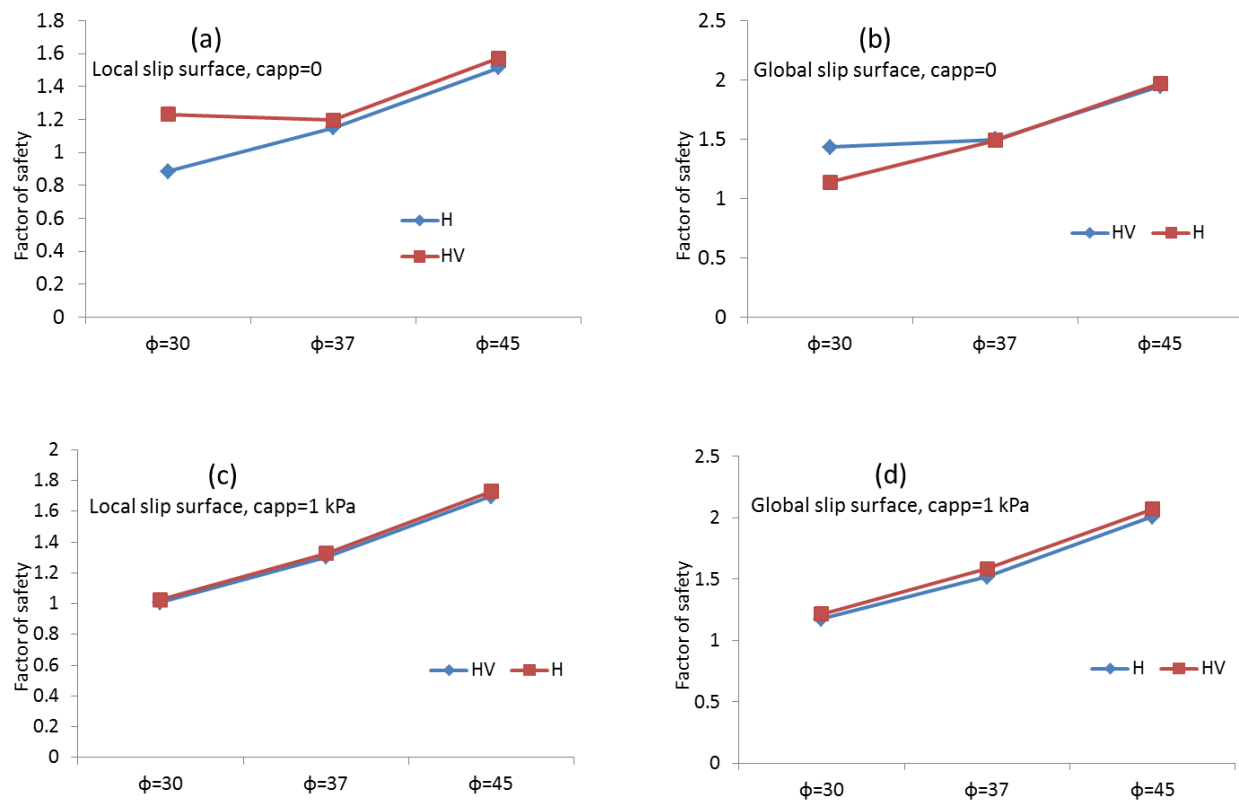 (a)
Local slip surface, capp=0
Factor of safety
1.8
1.6
1.4
1.2
1
0.8
0.6
0.4
0.2
0
H
HV
ϕ=30
ϕ=37
ϕ=45
(b)
Global slip surface, capp=0
Factor of safety
2.5
2
1.5
1
0.5
0
HV
H
ϕ=30
ϕ=37
ϕ=45
(c)
Local slip surface, capp=1 kPa
Factor of safety
2
1.8
1.6
1.4
1.2
1
0.8
0.6
0.4
0.2
0
HV
H
ϕ=30
ϕ=37
ϕ=45
(d)
Global slip surface, capp=1 kPa
Factor of safety
2.5
2
1.5
1
0.5
0
H
HV
ϕ=30
ϕ=37
ϕ=45